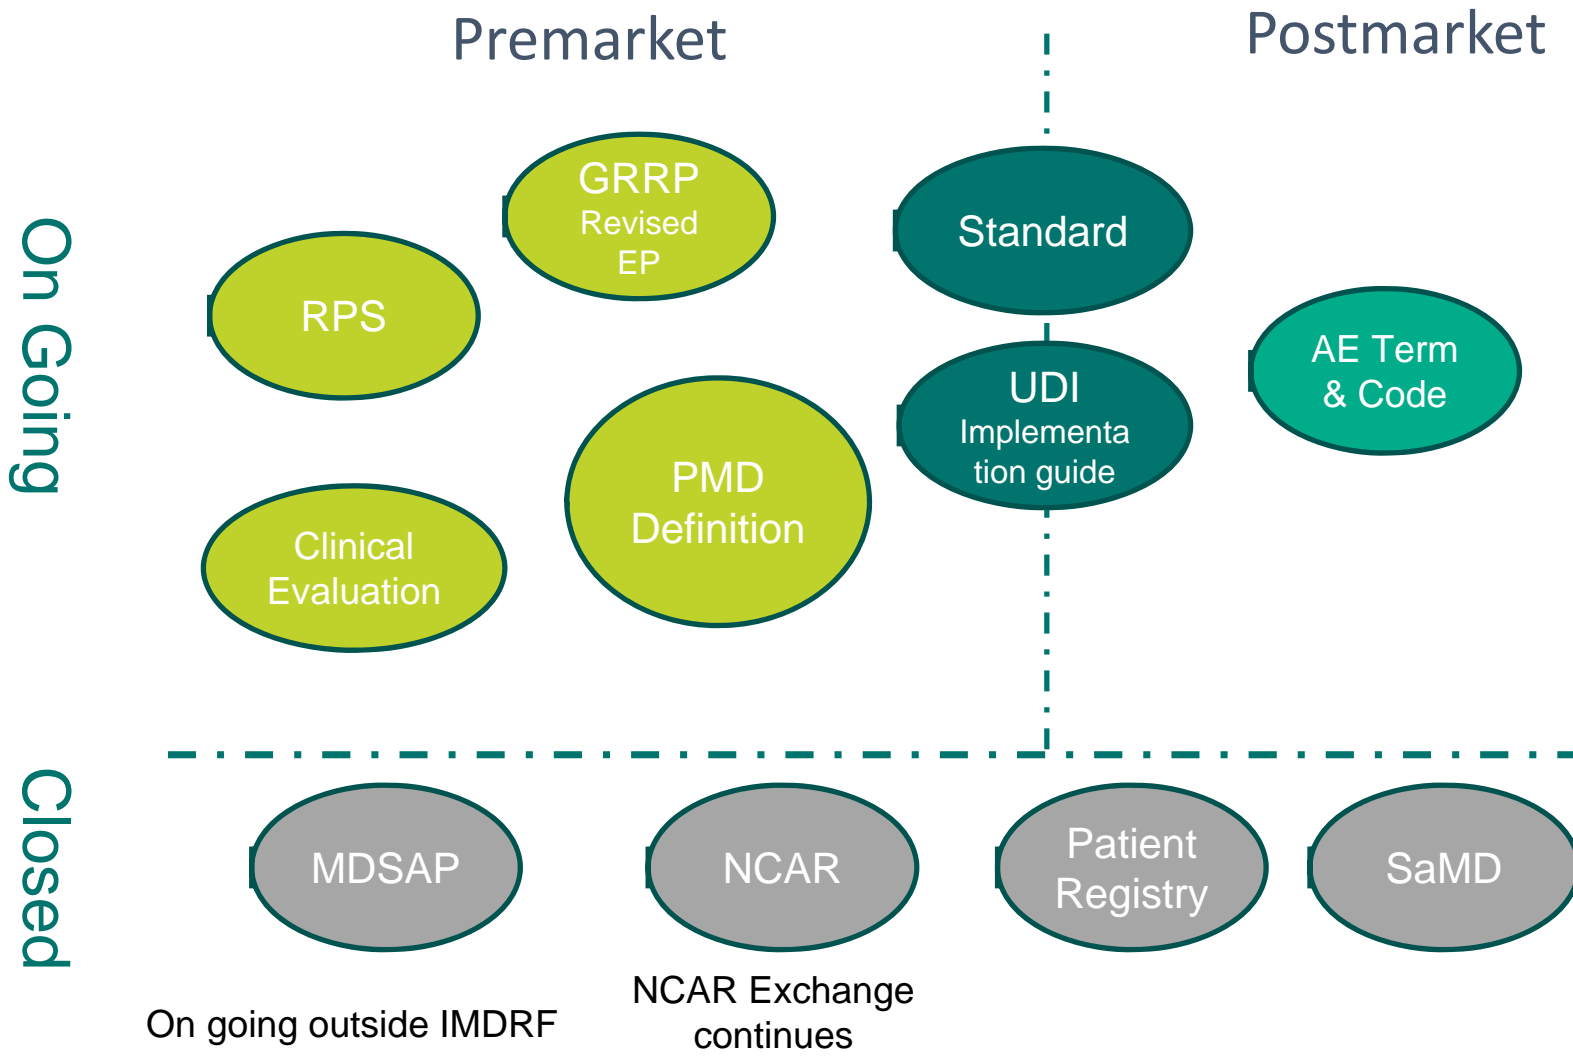 Premarket
Postmarket
On Going
GRRP
Revised
EP
Standard
RPS
AE Term
& Code
UDI
Implementa
tion guide
PMD
Definition
Clinical
Evaluation
Closed
MDSAP
NCAR
Patient
Registry
SaMD
On going outside IMDRF
NCAR Exchange
continues